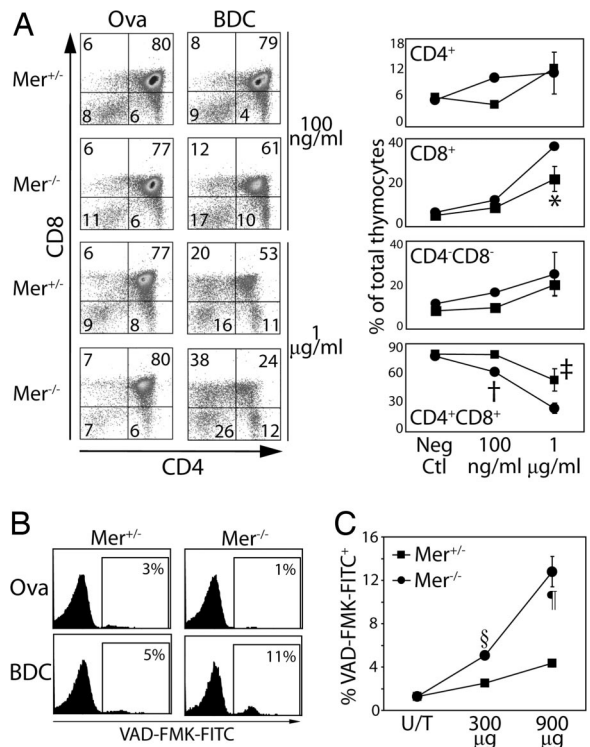 A
Ova BDC
Mer+/-
6 80
8 6
8 79
9 4
Mer-/-
6 77
11 6
12 61
17 10
100
ng/ml
Mer+/-
6 77
9 8
20 53
16 11
Mer-/-
7 80
7 6
38 24
26 12
1
μg/ml
CD8
CD4
% of total thymocytes
CD4+
18
12
6
0
CD8+
40
20
0
*
CD4-CD8-
40
20
0
CD4+CD8+
90
60
30
0
†
‡
Neg
Ctl
100
ng/ml
1
μg/ml
B
Mer+/- Mer-/-
Ova
3% 1%
BDC
5% 11%
VAD-FMK-FITC
C
% VAD-FMK-FITC+
16
12
8
4
0
Mer+/-
Mer-/-
§
¶
U/T
300
μg
900
μg